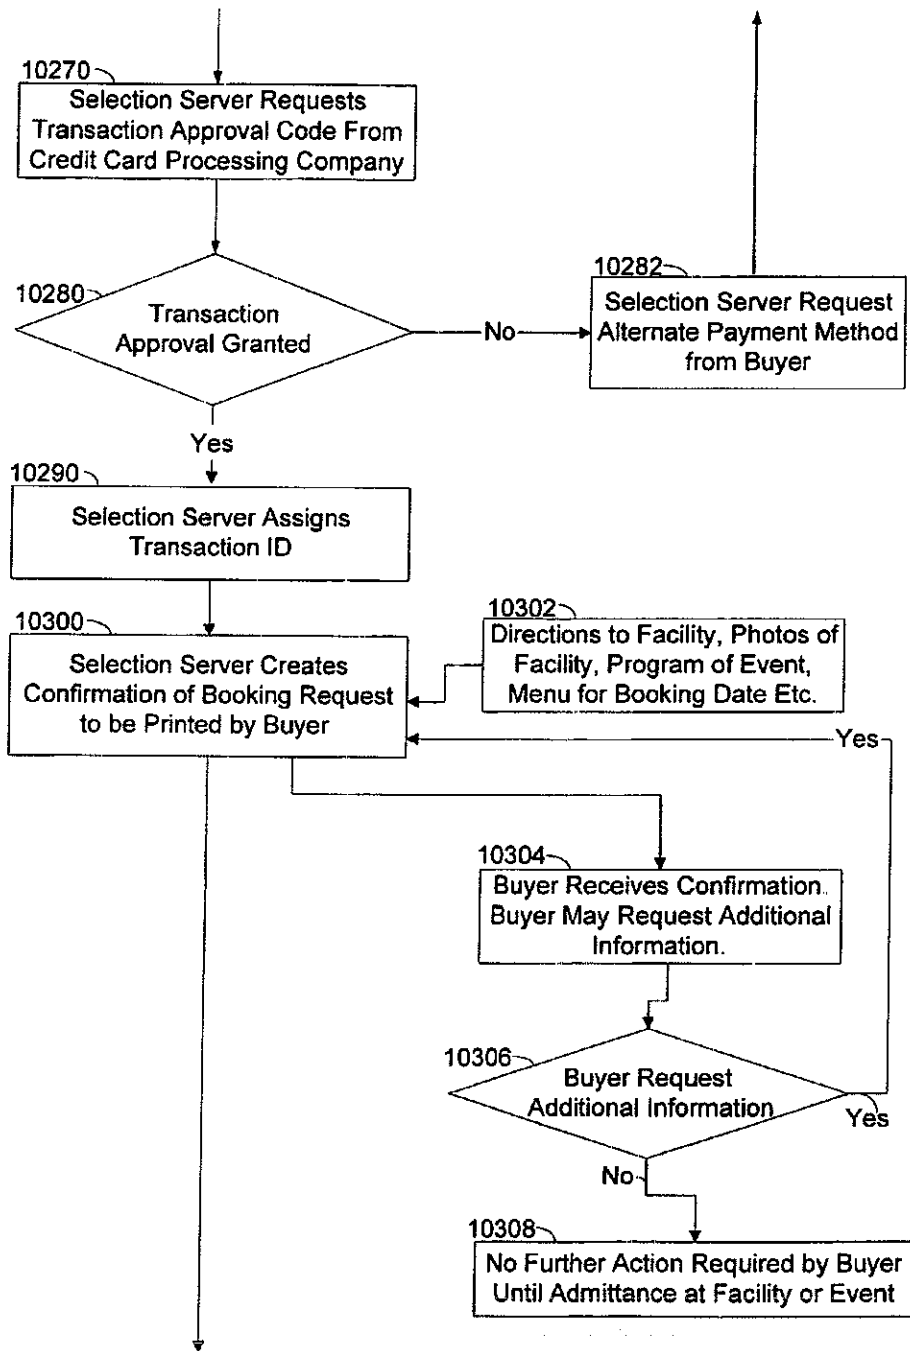 10270
Selection Server Requests
Transaction Approval Code From
Credit Card Processing Company
10280
Transaction
Approval Granted
No
10282
Selection Server Request
Alternate Payment Method
from Buyer
Yes
10290
Selection Server Assigns
Transaction ID
10300
Selection Server Creates
Confirmation of Booking Request
to be Printed by Buyer
10302
Directions to Facility, Photos of
Facility, Program of Event,
Menu for Booking Date Etc.
Yes
10304
Buyer Receives Confirmation.
Buyer May Request Additional
Information.
10306
Buyer Request
Additional Information
Yes
No
10308
No Further Action Required by Buyer
Until Admittance at Facility or Event